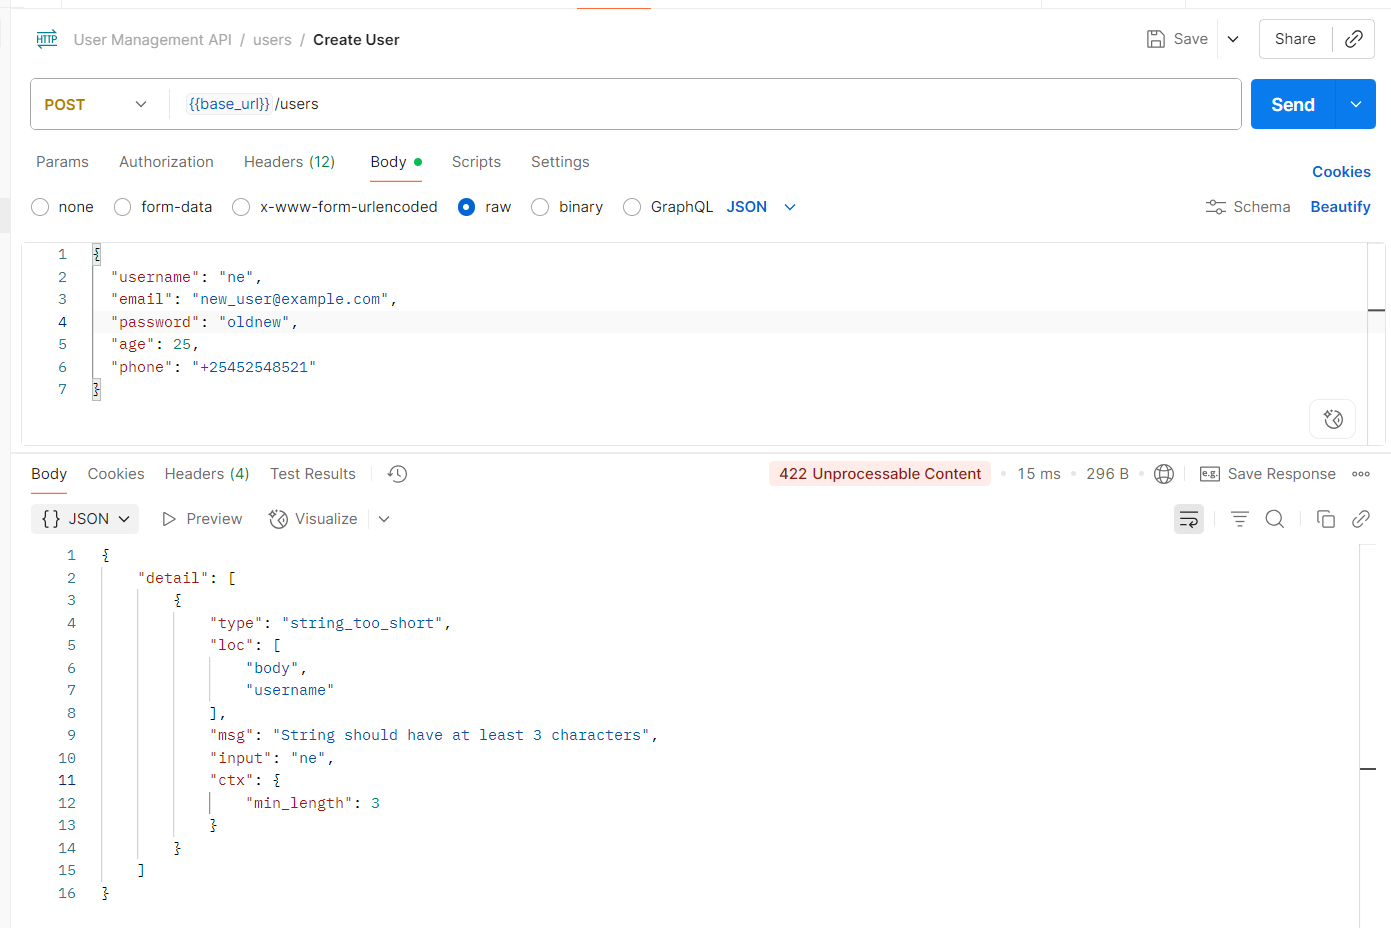 HTTP User Management API / users / Create User Save Share
POST {{base_url}} /users Send
Params Authorization Headers (12) Body Scripts Settings Cookies
none form-data x-www-form-urlencoded raw binary GraphQL JSON Schema Beautify
1 {
2 "username": "ne",
3 "email": "new_user@example.com",
4 "password": "oldnew",
5 "age": 25,
6 "phone": "+25452548521"
7 }
Body Cookies Headers (4) Test Results 422 Unprocessable Content 15 ms 296 B e.g. Save Response
{} JSON Preview Visualize
1 {
2 "detail": [
3 {
4 "type": "string_too_short",
5 "loc": [
6 "body",
7 "username"
8 ],
9 "msg": "String should have at least 3 characters",
10 "input": "ne",
11 "ctx": {
12 "min_length": 3
13 }
14 }
15 ]
16 }